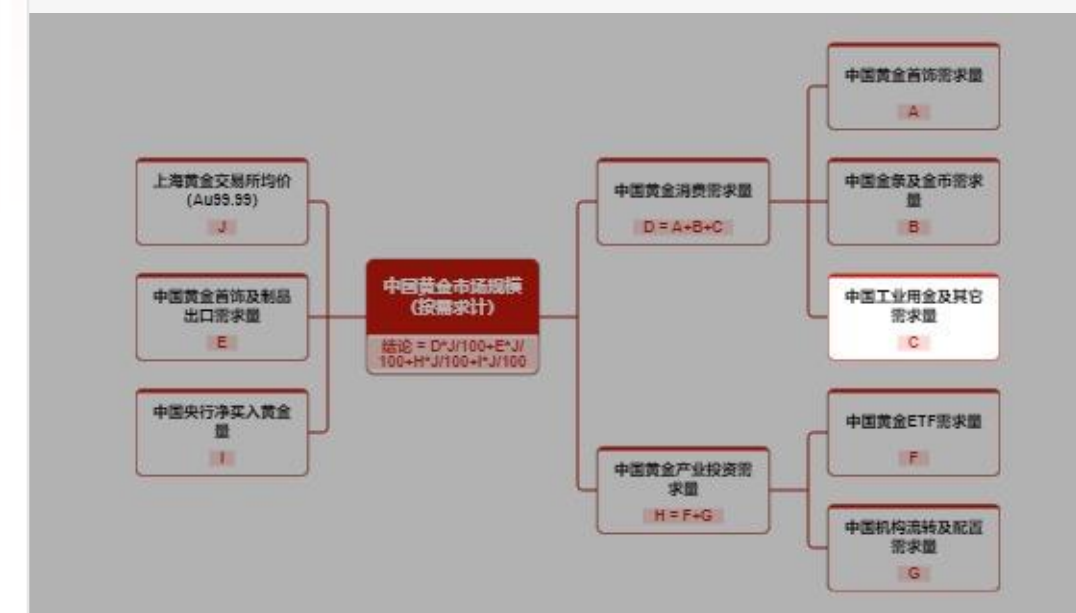 上海黄金交易所均价
(Au99.99)
J
中国黄金首饰及制品
出口需求量
E
中国央行净买入黄金
量
I
中国黄金市场规模
（按需求计）
结论 = D*J/100+E*J/
100+H*J/100+I*J/100
中国黄金消费需求量
D = A+B+C
中国黄金产业投资需
求量
H = F+G
中国黄金首饰需求量
A
中国金条及金币需求
量
B
中国工业用金及其它
需求量
C
中国黄金ETF需求量
F
中国机构流转及配置
需求量
G